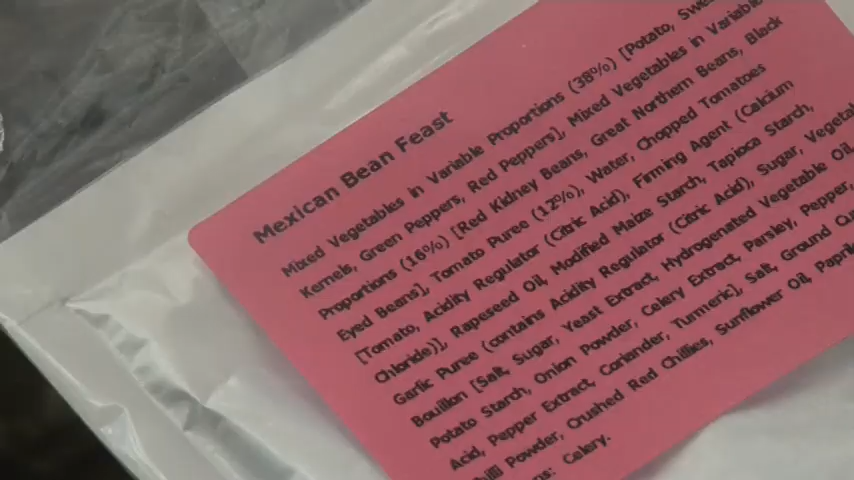 Mexican Bean Feast
Mixed Vegetables in Variable Proportions (38%) [Potato, Sweet
Kernels, Green Peppers, Red Peppers], Mixed Vegetables in Variable
Proportions (16%) [Red Kidney Beans, Great Northern Beans, Black
Eyed Beans], Tomato Puree (12%), Water, Chopped Tomatoes
[Tomato, Acidity Regulator (Citric Acid), Firming Agent (Calcium
Chloride)], Rapeseed Oil, Modified Maize Starch, Tapioca Starch,
Garlic Puree (contains Acidity Regulator (Citric Acid), Sugar, Vegetable
Bouillon [Salt, Sugar, Yeast Extract, Hydrogenated Vegetable Oil,
Potato Starch, Onion Powder, Celery Extract, Parsley, Pepper,
Acid, Pepper Extract, Coriander, Turmeric], Salt, Ground
Chilli Powder, Crushed Red Chillies, Sunflower Oil,
Celery.